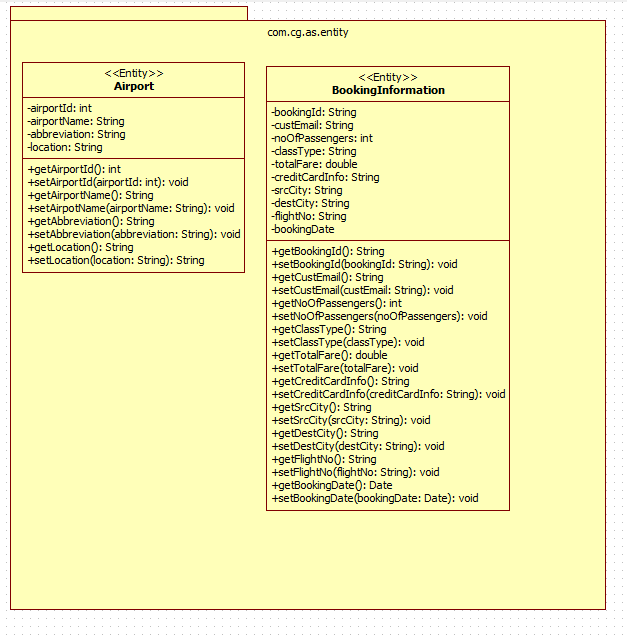 com.cg.as.entity
<<Entity>>
Airport
-airportId: int
-airportName: String
-abbreviation: String
-location: String
+getAirportId(): int
+setAirportId(airportId: int): void
+getAirportName(): String
+setAirpotName(airportName: String): void
+getAbbreviation(): String
+setAbbreviation(abbreviation: String): void
+getLocation(): String
+setLocation(location: String): String
<<Entity>>
BookingInformation
-bookingId: String
-custEmail: String
-noOfPassengers: int
-classType: String
-totalFare: double
-creditCardInfo: String
-srcCity: String
-destCity: String
-flightNo: String
-bookingDate
+getBookingId(): String
+setBookingId(bookingId: String): void
+getCustEmail(): String
+setCustEmail(custEmail: String): void
+getNoOfPassengers(): int
+setNoOfPassengers(noOfPassengers): void
+getClassType(): String
+setClassType(classType): void
+getTotalFare(): double
+setTotalFare(totalFare): void
+getCreditCardInfo(): String
+setCreditCardInfo(creditCardInfo: String): void
+getSrcCity(): String
+setSrcCity(srcCity: String): void
+getDestCity(): String
+setDestCity(destCity: String): void
+getFlightNo(): String
+setFlightNo(flightNo: String): void
+getBookingDate(): Date
+setBookingDate(bookingDate: Date): void